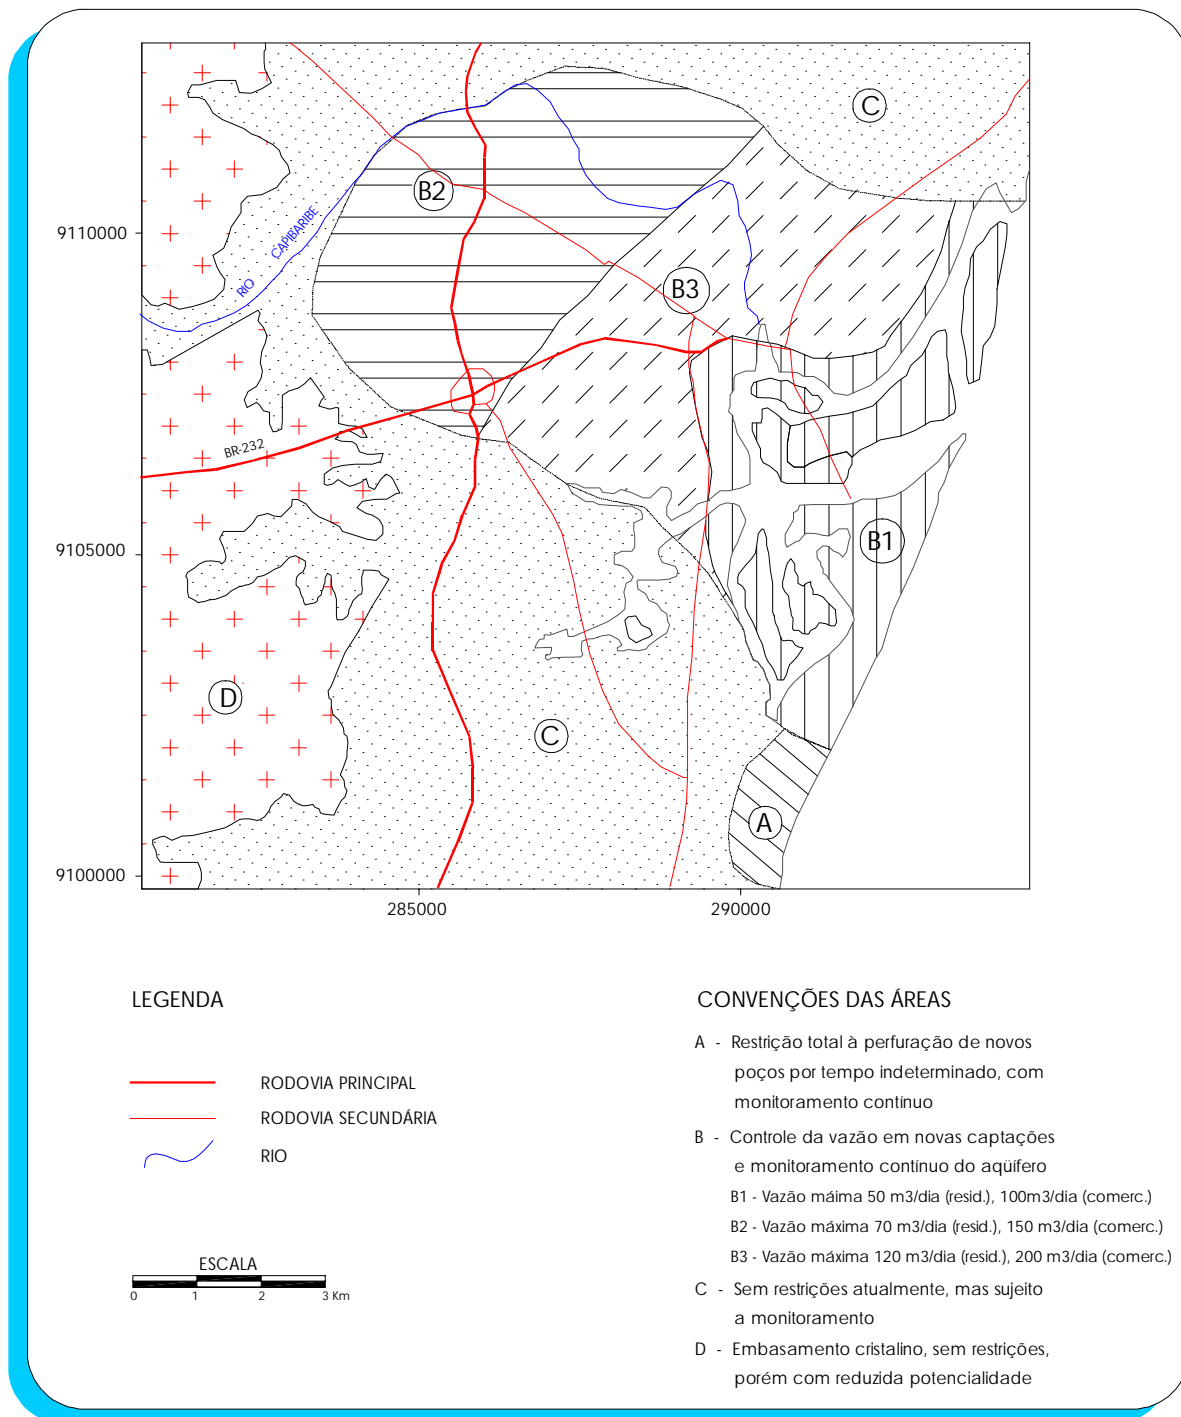 C
B2
9110000
RIO CAPIBARIBE
B3
BR-232
B1
9105000
D
C
A
9100000
285000
290000
LEGENDA
RODOVIA PRINCIPAL
RODOVIA SECUNDÁRIA
RIO
ESCALA
0 1 2 3 Km
CONVENÇÕES DAS ÁREAS
A - Restrição total à perfuração de novos
poços por tempo indeterminado, com
monitoramento contínuo
B - Controle da vazão em novas captações
e monitoramento contínuo do aqüífero
B1 - Vazão máima 50 m3/dia (resid.), 100m3/dia (comerc.)
B2 - Vazão máxima 70 m3/dia (resid.), 150 m3/dia (comerc.)
B3 - Vazão máxima 120 m3/dia (resid.), 200 m3/dia (comerc.)
C - Sem restrições atualmente, mas sujeito
a monitoramento
D - Embasamento cristalino, sem restrições,
porém com reduzida potencialidade